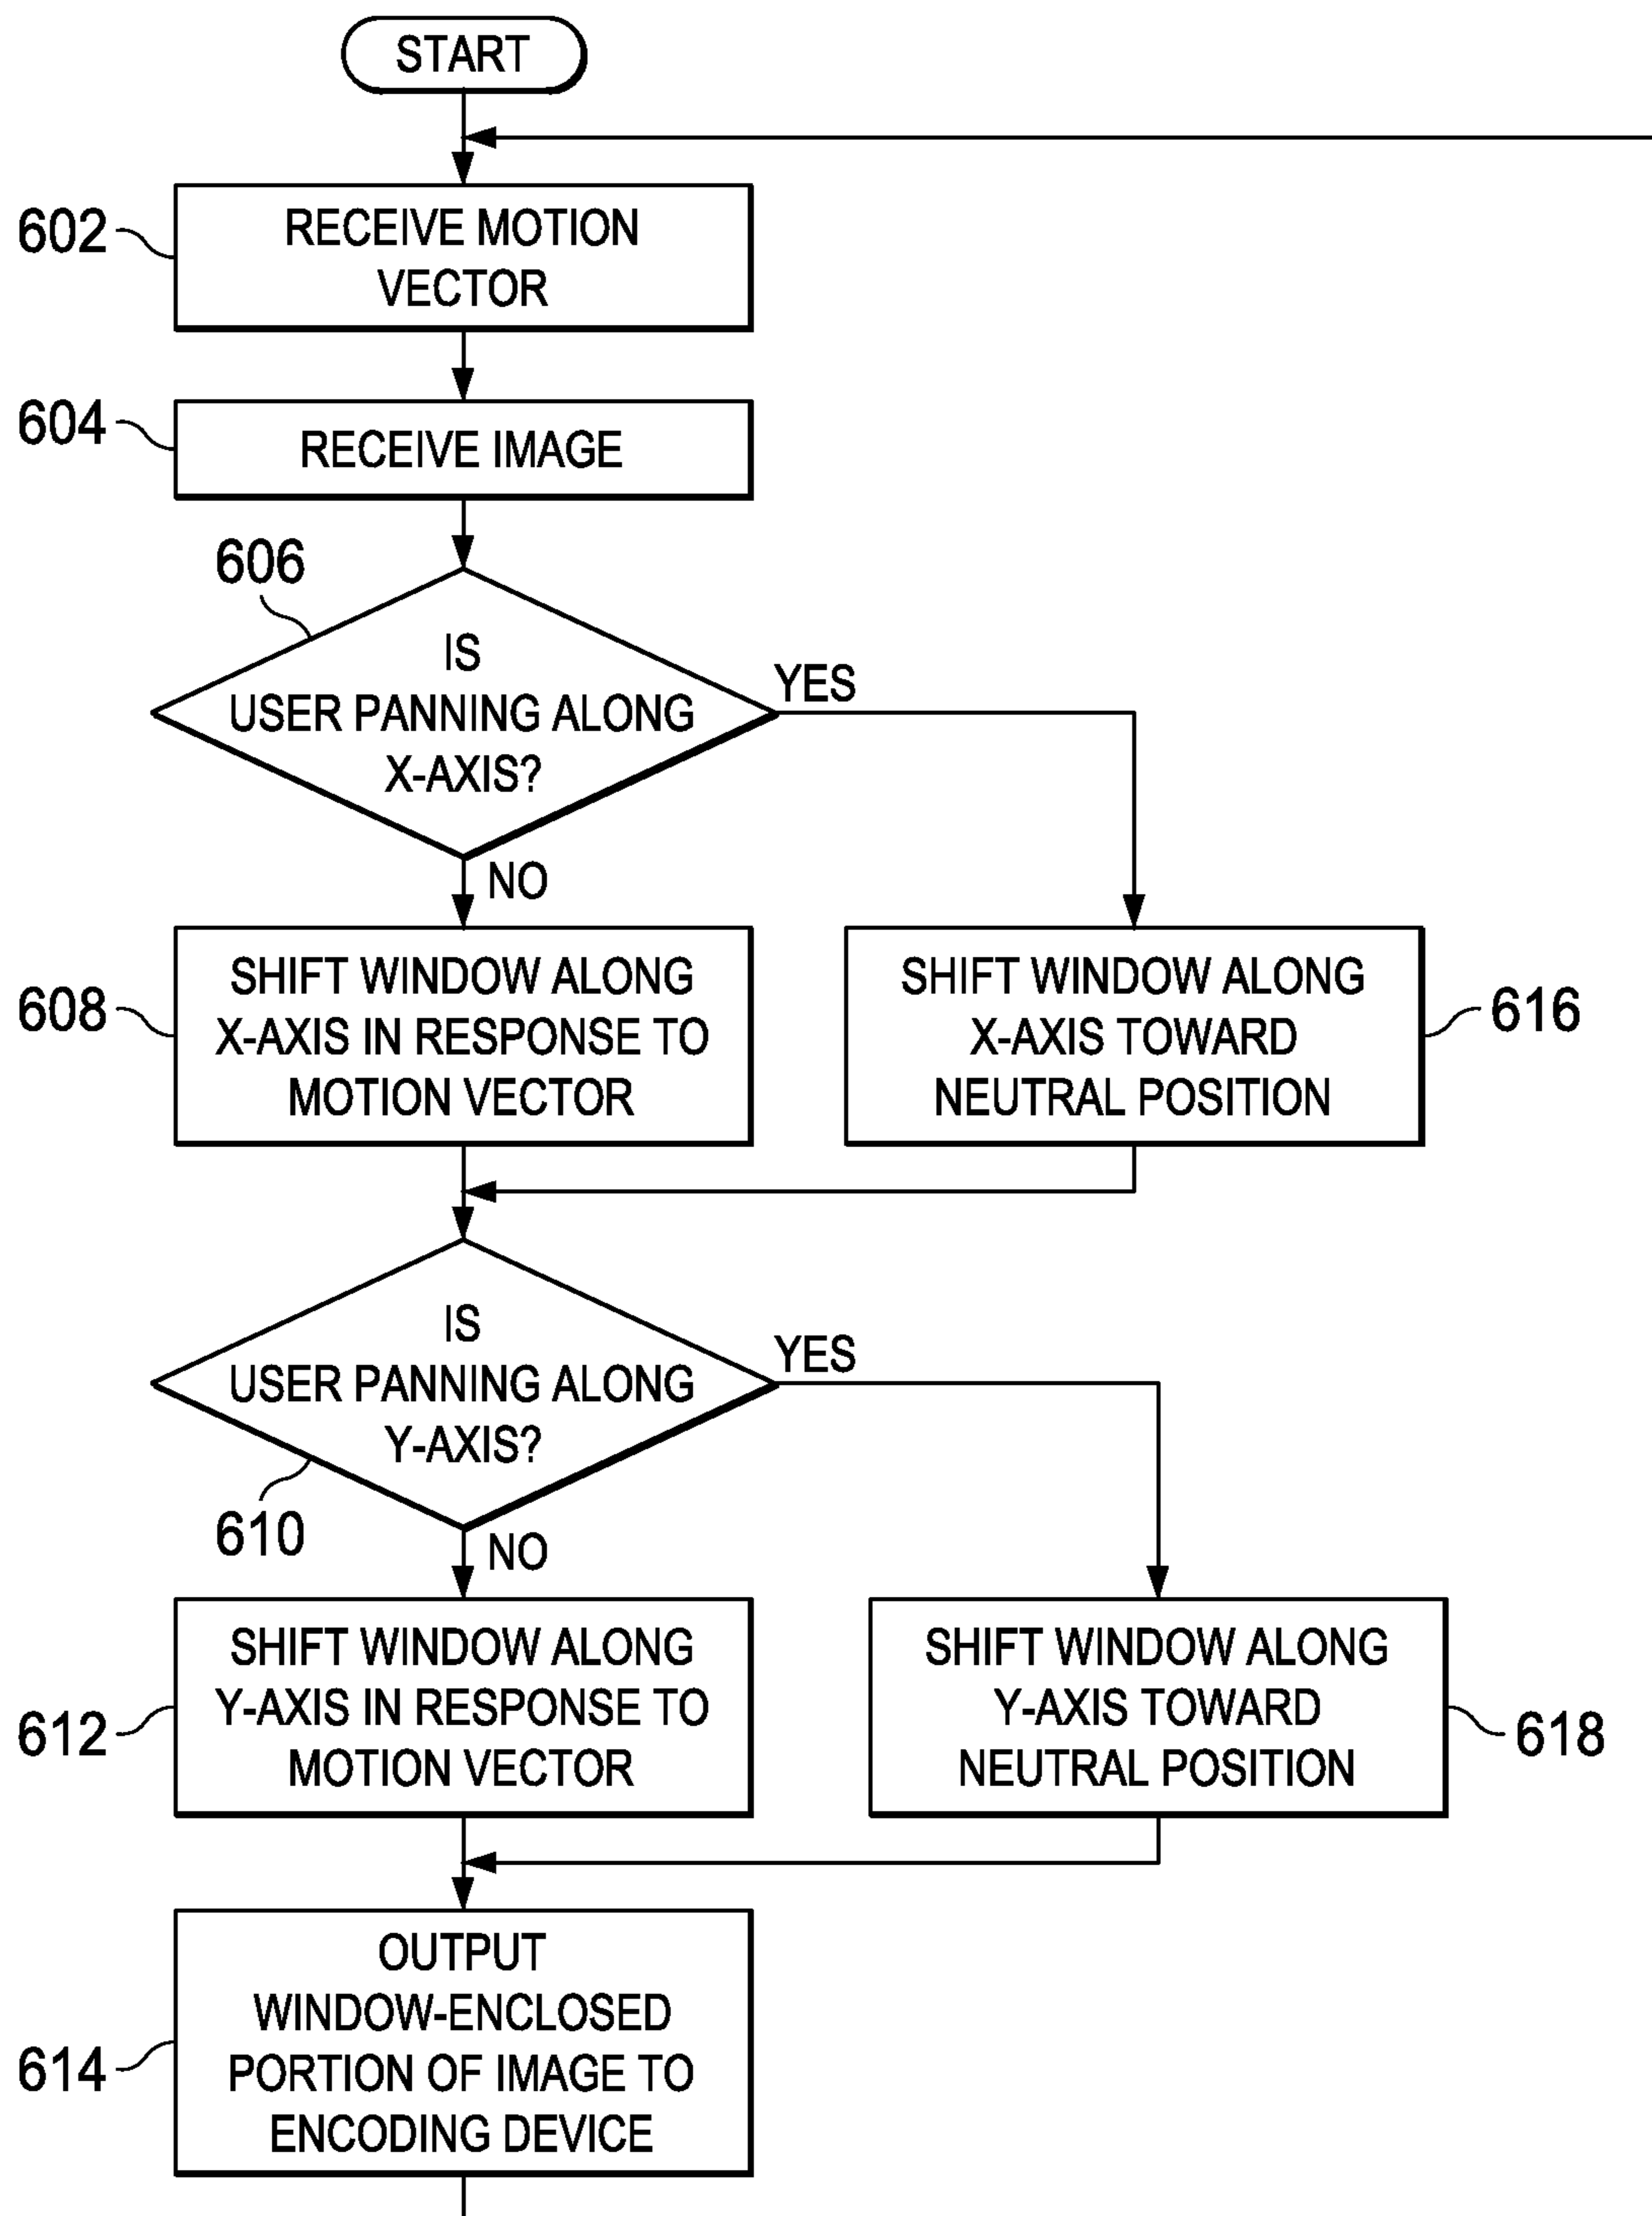 START
602
RECEIVE MOTION
VECTOR
604
RECEIVE IMAGE
606
IS
USER PANNING ALONG
X-AXIS?
YES
NO
608
SHIFT WINDOW ALONG
X-AXIS IN RESPONSE TO
MOTION VECTOR
SHIFT WINDOW ALONG
X-AXIS TOWARD
NEUTRAL POSITION
616
IS
USER PANNING ALONG
Y-AXIS?
YES
610
NO
612
SHIFT WINDOW ALONG
Y-AXIS IN RESPONSE TO
MOTION VECTOR
SHIFT WINDOW ALONG
Y-AXIS TOWARD
NEUTRAL POSITION
618
614
OUTPUT
WINDOW-ENCLOSED
PORTION OF IMAGE TO
ENCODING DEVICE